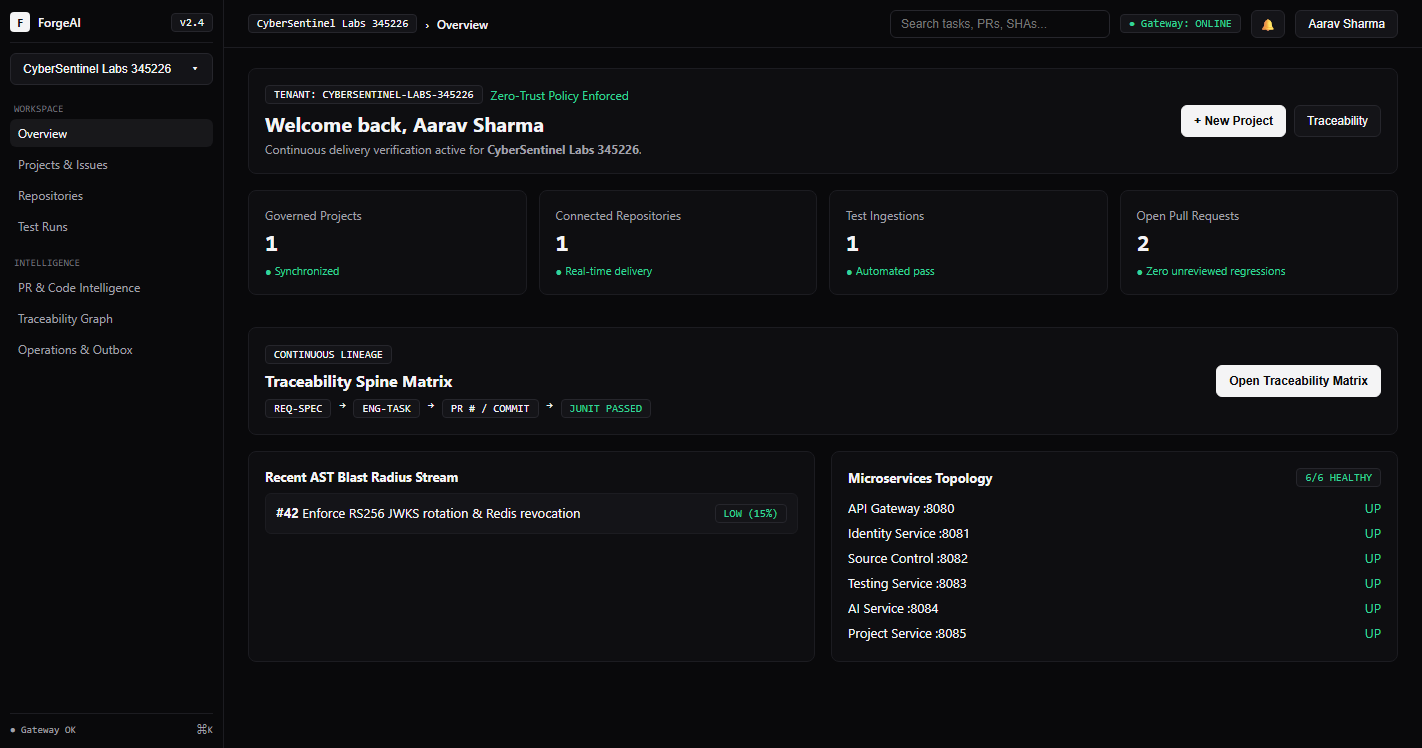 F ForgeAI v2.4
CyberSentinel Labs 345226
WORKSPACE
Overview
Projects & Issues
Repositories
Test Runs
INTELLIGENCE
PR & Code Intelligence
Traceability Graph
Operations & Outbox
● Gateway OK ⌘K
CyberSentinel Labs 345226 › Overview
Search tasks, PRs, SHAs...
● Gateway: ONLINE
Aarav Sharma
TENANT: CYBERSENTINEL-LABS-345226 Zero-Trust Policy Enforced
Welcome back, Aarav Sharma
Continuous delivery verification active for CyberSentinel Labs 345226.
+ New Project
Traceability
Governed Projects
1
● Synchronized
Connected Repositories
1
● Real-time delivery
Test Ingestions
1
● Automated pass
Open Pull Requests
2
● Zero unreviewed regressions
CONTINUOUS LINEAGE
Traceability Spine Matrix
REQ-SPEC → ENG-TASK → PR # / COMMIT → JUNIT PASSED
Open Traceability Matrix
Recent AST Blast Radius Stream
#42 Enforce RS256 JWKS rotation & Redis revocation LOW (15%)
Microservices Topology 6/6 HEALTHY
API Gateway :8080 UP
Identity Service :8081 UP
Source Control :8082 UP
Testing Service :8083 UP
AI Service :8084 UP
Project Service :8085 UP